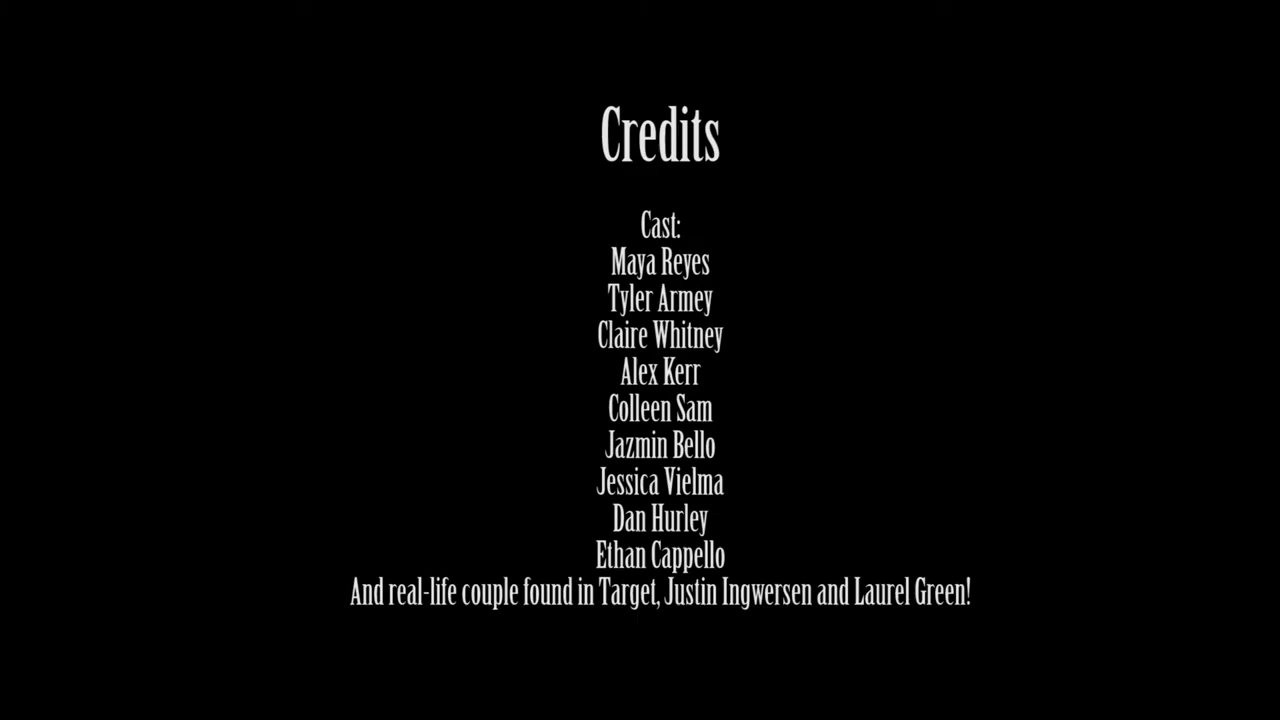 Credits
Cast:
Maya Reyes
Tyler Armey
Claire Whitney
Alex Kerr
Colleen Sam
Jazmin Bello
Jessica Vielma
Dan Hurley
Ethan Cappello
And real-life couple found in Target, Justin Ingwersen and Laurel Green!